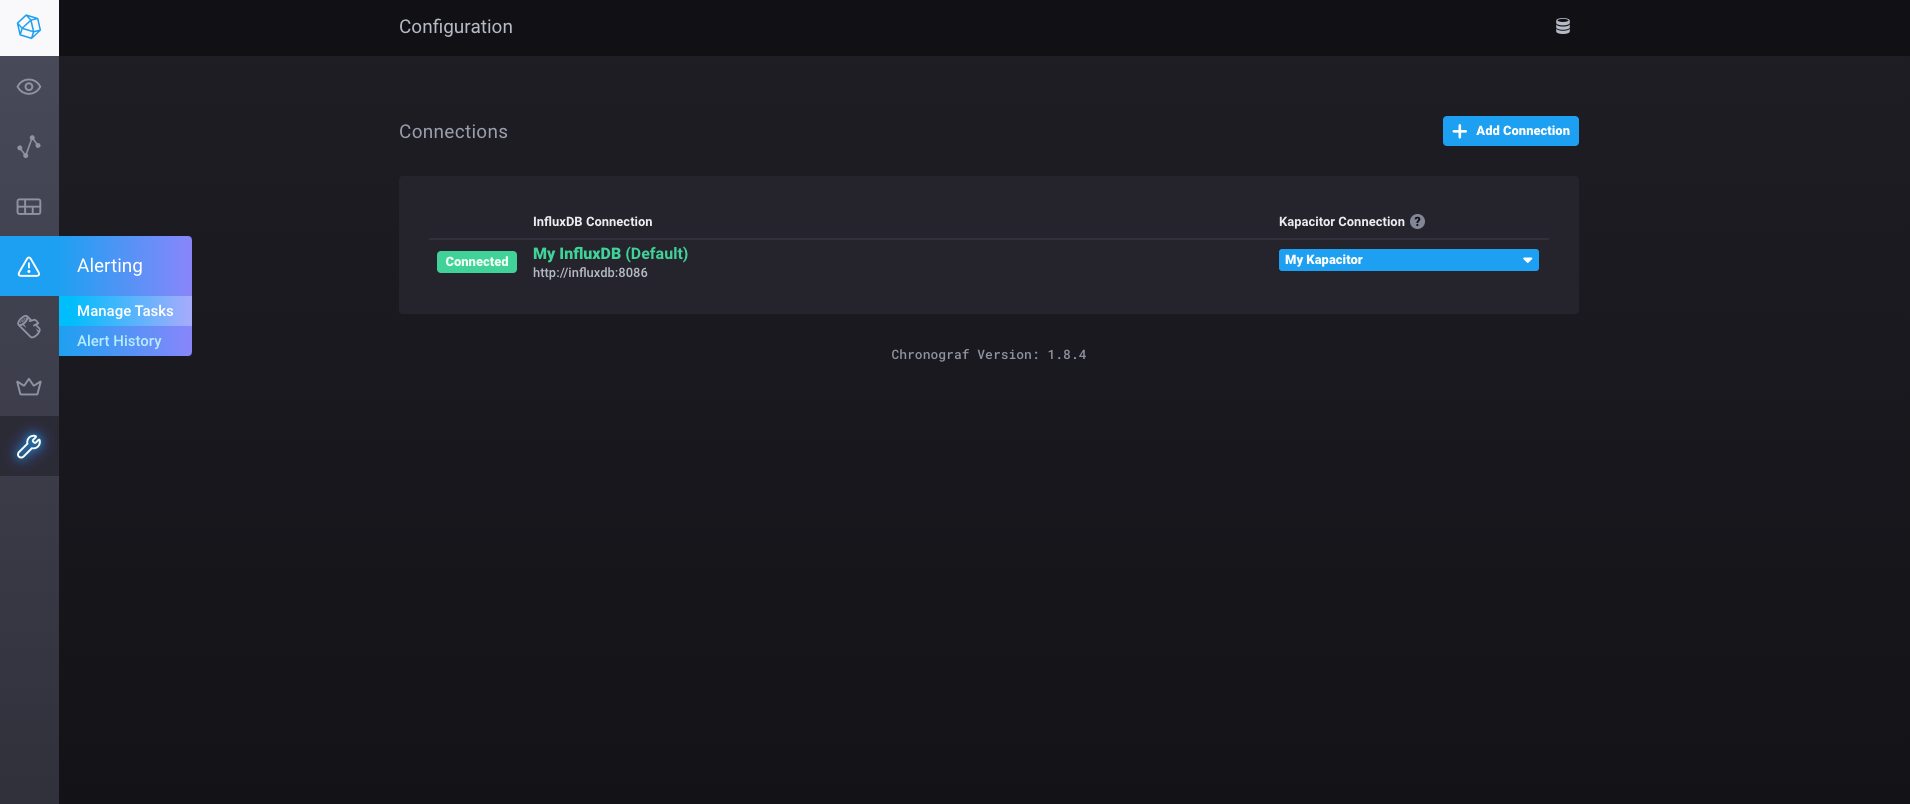 Configuration
Connections
Add Connection
InfluxDB Connection
Kapacitor Connection ?
Connected
My InfluxDB (Default)
http://influxdb:8086
My Kapacitor
Alerting
Manage Tasks
Alert History
Chronograf Version: 1.8.4